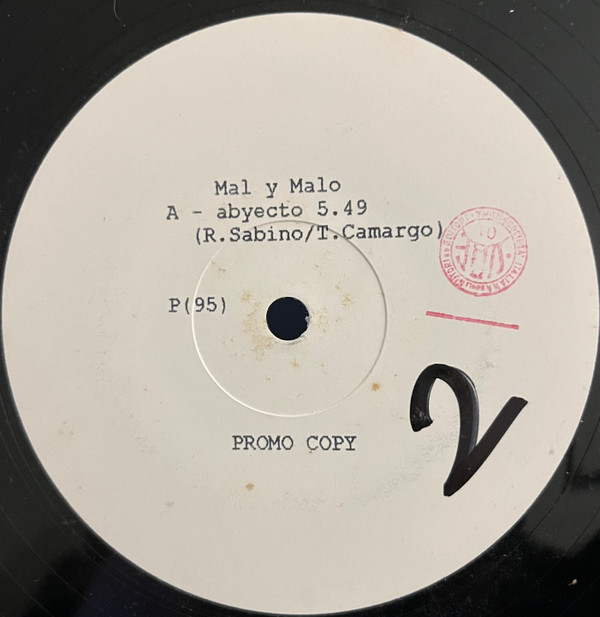 Mal y Malo
A - abyecto 5.49
(R.Sabino/T.Camargo)
P(95)
PROMO COPY
2